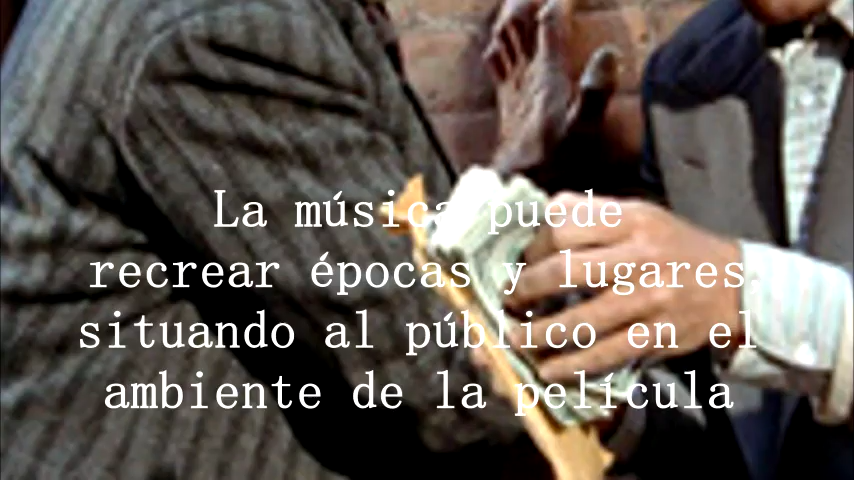 La música puede
recrear épocas y lugares
situando al público en el
ambiente de la película